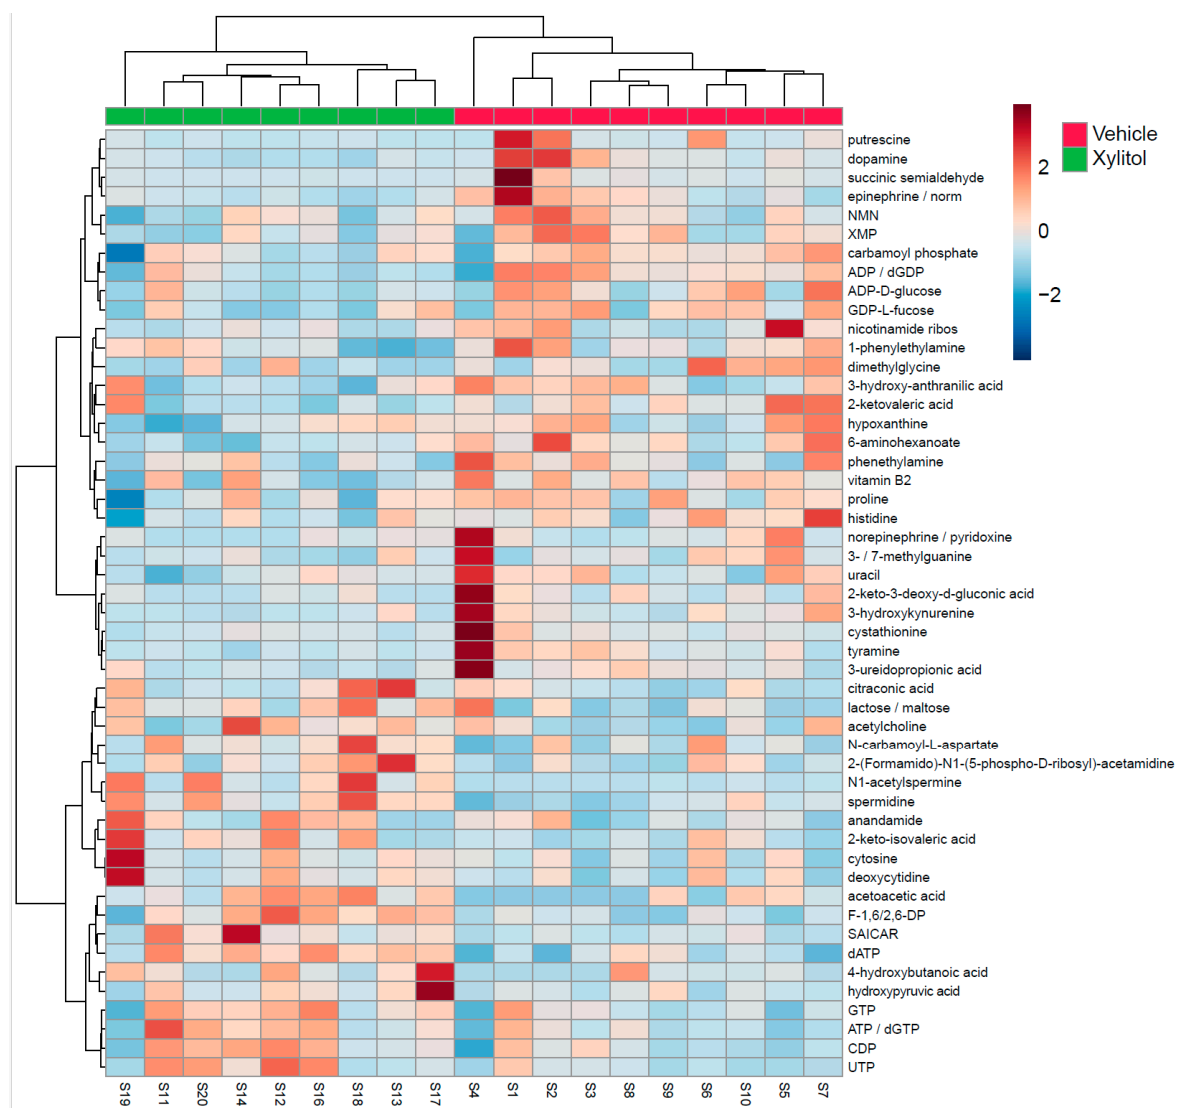 putrescine
dopamine
succinic semialdehyde
epinephrine / norm
NMN
XMP
carbamoyl phosphate
ADP / dGDP
ADP-D-glucose
GDP-L-fucose
nicotinamide ribos
1-phenylethylamine
dimethylglycine
3-hydroxy-anthranilic acid
2-ketovaleric acid
hypoxanthine
6-aminohexanoate
phenethylamine
vitamin B2
proline
histidine
norepinephrine / pyridoxine
3- / 7-methylguanine
uracil
2-keto-3-deoxy-d-gluconic acid
3-hydroxykynurenine
cystathionine
tyramine
3-ureidopropionic acid
citraconic acid
lactose / maltose
acetylcholine
N-carbamoyl-L-aspartate
2-(Formamido)-N1-(5-phospho-D-ribosyl)-acetamidine
N1-acetylspermine
spermidine
anandamide
2-keto-isovaleric acid
cytosine
deoxycytidine
acetoacetic acid
F-1,6/2,6-DP
SAICAR
dATP
4-hydroxybutanoic acid
hydroxypyruvic acid
GTP
ATP / dGTP
CDP
UTP
2
0
−2
Vehicle
Xylitol
S19 S11 S20 S14 S12 S16 S18 S13 S17 S4 S1 S2 S3 S8 S9 S6 S10 S5 S7